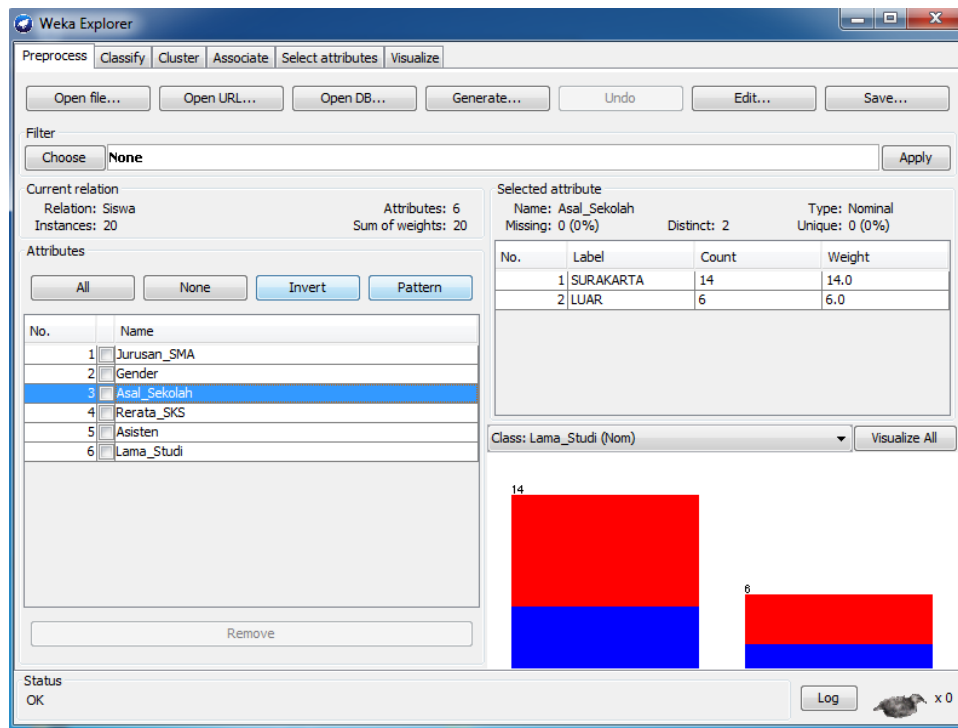 Weka Explorer
Preprocess Classify Cluster Associate Select attributes Visualize
Open file... Open URL... Open DB... Generate... Undo Edit... Save...
Filter
Choose None Apply
Current relation
Relation: Siswa Attributes: 6
Instances: 20 Sum of weights: 20
Selected attribute
Name: Asal_Sekolah Type: Nominal
Missing: 0 (0%) Distinct: 2 Unique: 0 (0%)
No. Label Count Weight
1 SURAKARTA 14 14.0
2 LUAR 6 6.0
Attributes
All None Invert Pattern
No. Name
1 Jurusan_SMA
2 Gender
3 Asal_Sekolah
4 Rerata_SKS
5 Asisten
6 Lama_Studi
Remove
Class: Lama_Studi (Nom) Visualize All
14
6
Status
OK Log x 0